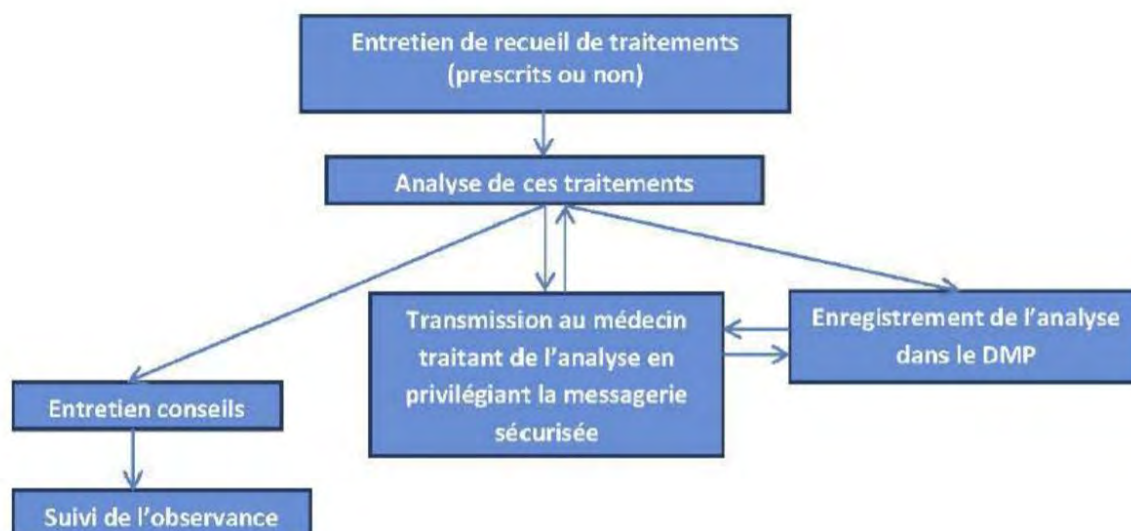 Entretien de recueil de traitements
(prescrits ou non)
Analyse de ces traitements
Transmission au médecin
traitant de l'analyse en
privilégiant la messagerie
sécurisée
Enregistrement de l'analyse
dans le DMP
Entretien conseils
Suivi de l'observance